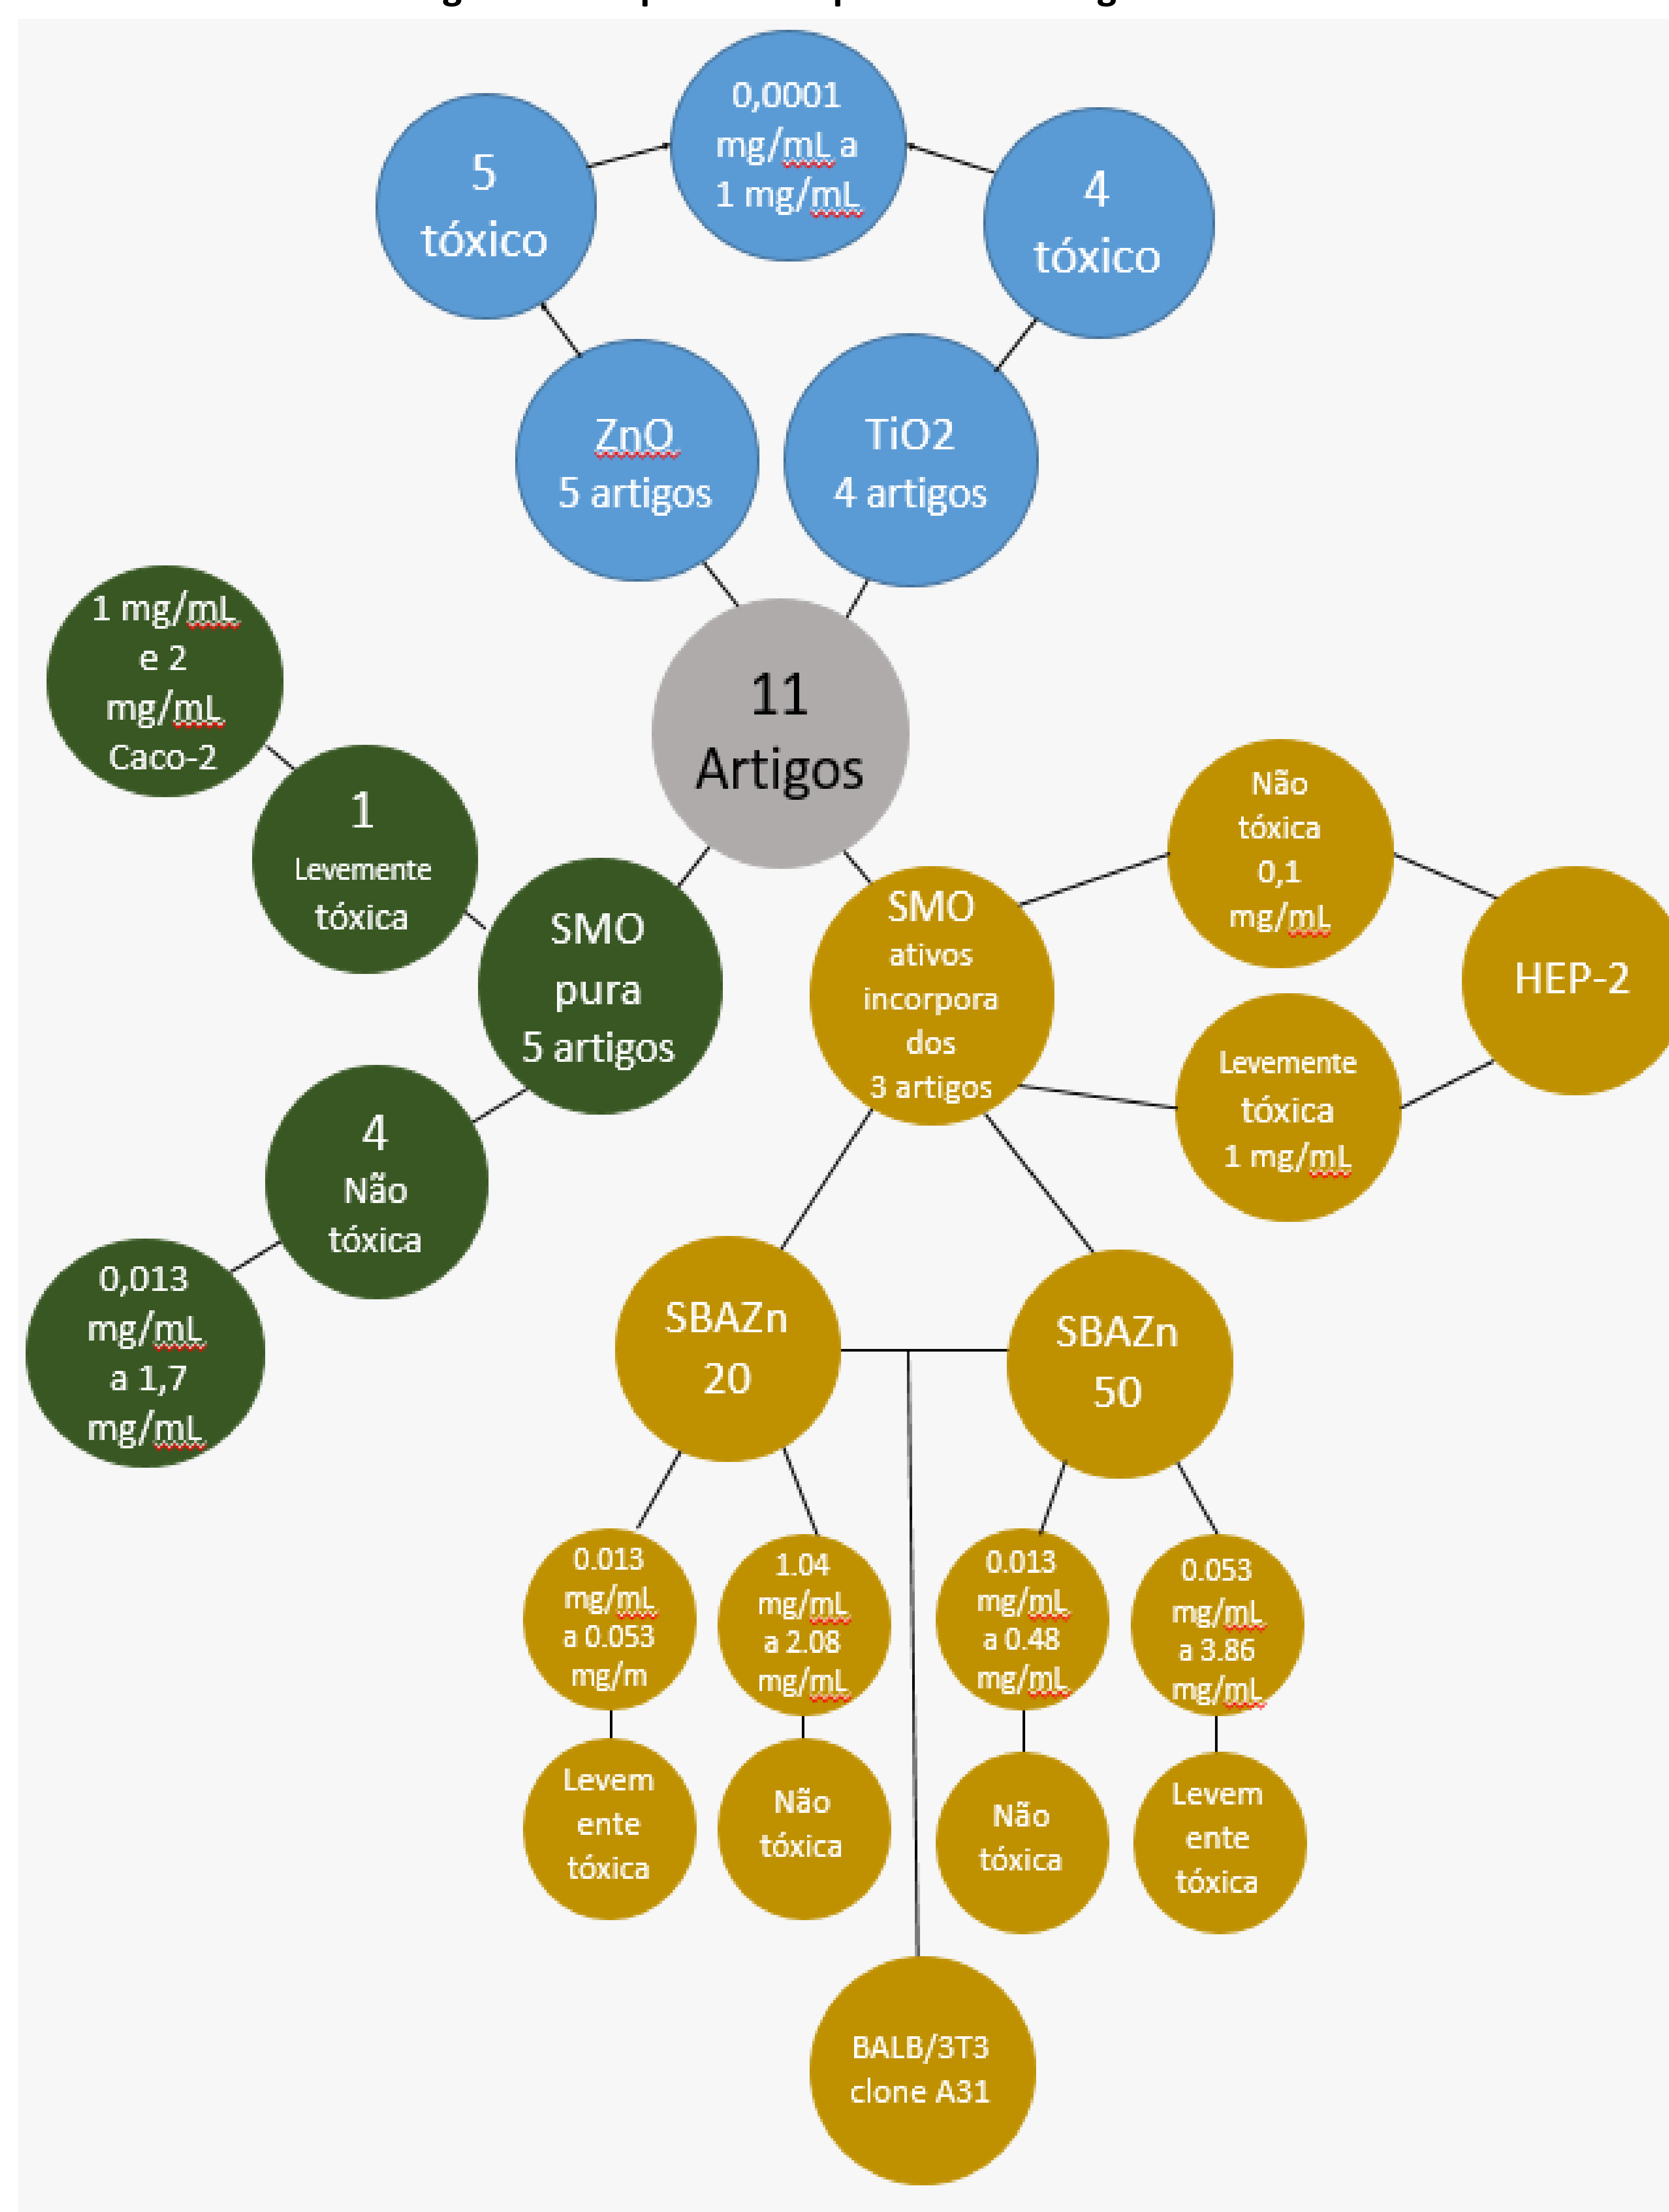 0,0001
mg/mL a
1 mg/mL
5
tóxico
4
tóxico
ZnO
5 artigos
TiO2
4 artigos
11
Artigos
1 mg/mL
e 2
mg/mL
Caco-2
1
Levemente
tóxica
SMO
pura
5 artigos
4
Não
tóxica
0,013
mg/mL
a 1,7
mg/mL
SMO
ativos
incorpora
dos
3 artigos
Não
tóxica
0,1
mg/mL
HEP-2
Levemente
tóxica
1 mg/mL
SBAZn
20
SBAZn
50
0.013
mg/mL
a 0.053
mg/m
1.04
mg/mL
a 2.08
mg/mL
0.013
mg/mL
a 0.48
mg/mL
0.053
mg/mL
a 3.86
mg/mL
Levem
ente
tóxica
Não
tóxica
Não
tóxica
Levem
ente
tóxica
BALB/3T3
clone A31